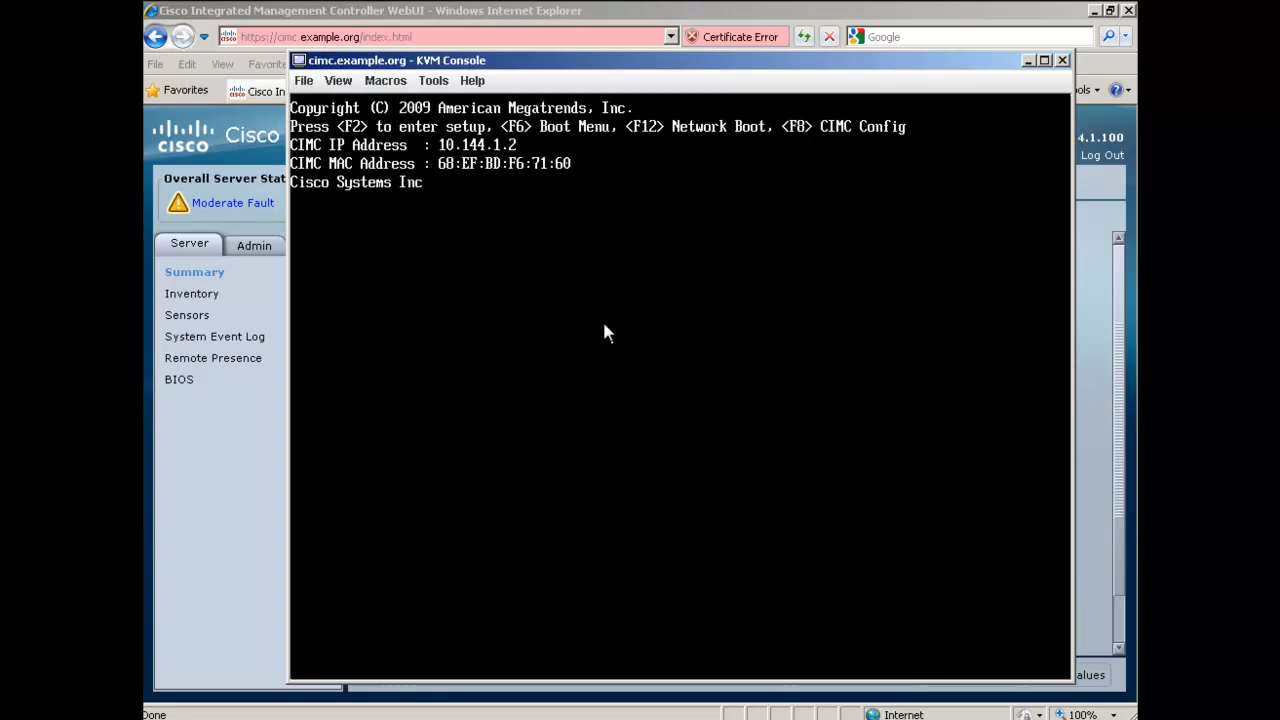 Cisco Integrated Management Controller WebUI - Windows Internet Explorer
https://cimc.example.org/index.html
Certificate Error
Google
File Edit View Favorite
Favorites
Cisco In
ols
cimc.example.org - KVM Console
File View Macros Tools Help
Copyright (C) 2009 American Megatrends, Inc.
Press <F2> to enter setup, <F6> Boot Menu, <F12> Network Boot, <F8> CIMC Config
CIMC IP Address : 10.144.1.2
CIMC MAC Address : 68:EF:BD:F6:71:60
Cisco Systems Inc
cisco
Cisco
4.1.100
Log Out
Overall Server Stat
Moderate Fault
Server
Admin
Summary
Inventory
Sensors
System Event Log
Remote Presence
BIOS
alues
Done
Internet
100%